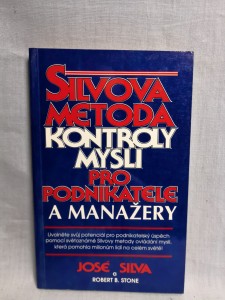 SILVOVA
METODA
KONTROLY
MYSLI
PRO
PODNIKATELE
A MANAŽERY
Uvolněte svůj potenciál pro podnikatelský úspěch
pomocí světoznámé Silvovy metody ovládání mysli,
která pomohla milionům lidí na celém světě!
JOSÉ SILVA
a
ROBERT B. STONE